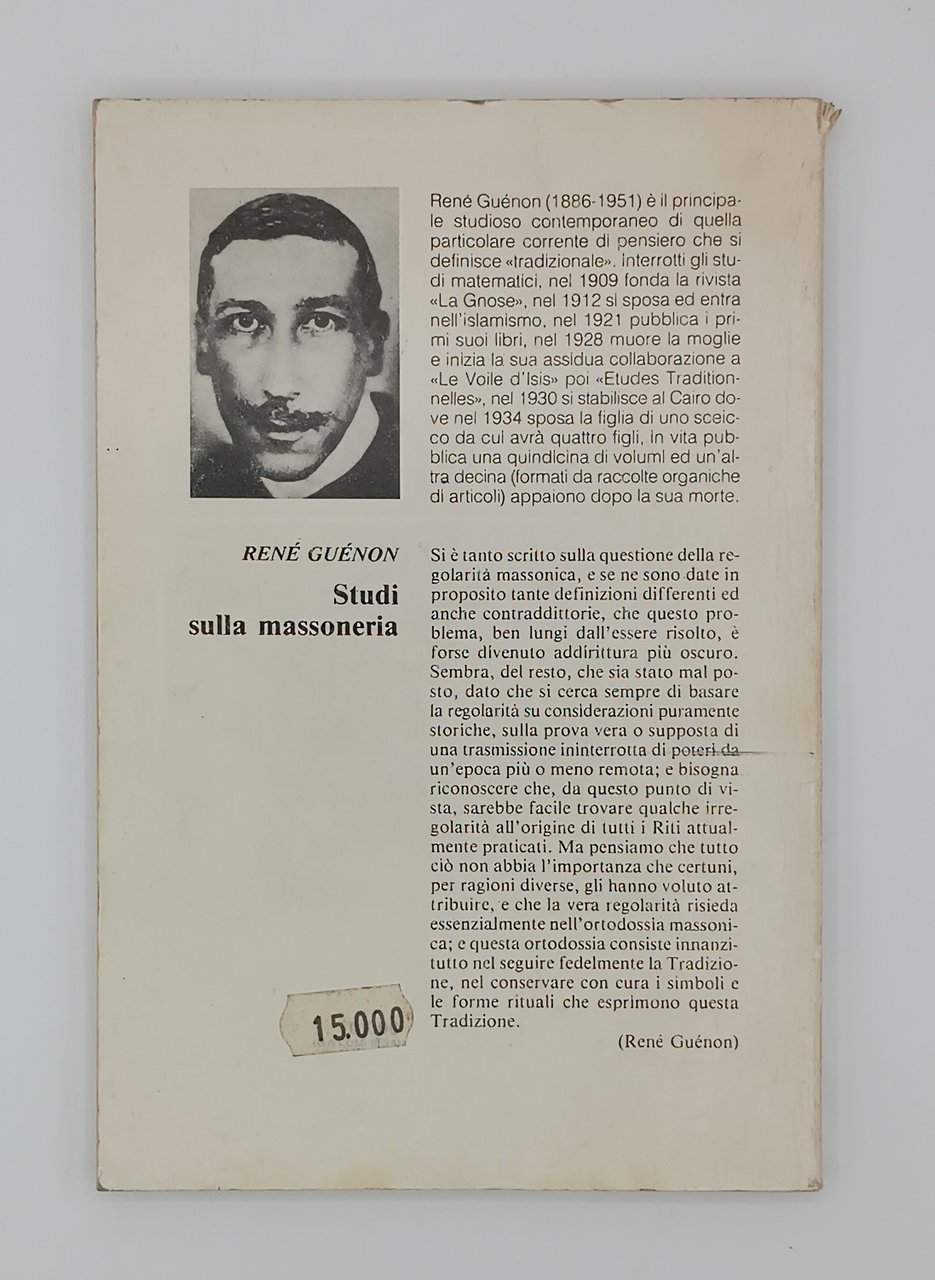 René Guénon (1886-1951) è il principa-
le studioso contemporaneo di quella
particolare corrente di pensiero che si
definisce «tradizionale». Interrotti gli stu-
di matematici, nel 1909 fonda la rivista
«La Gnose», nel 1912 si sposa ed entra
nell'islamismo, nel 1921 pubblica i pri-
mi suoi libri, nel 1928 muore la moglie
e inizia la sua assidua collaborazione a
«Le Voile d'Isis» poi «Etudes Tradition-
nelles», nel 1930 si stabilisce al Cairo do-
ve nel 1934 sposa la figlia di uno sceic-
co da cui avrà quattro figli, in vita pub-
blica una quindicina di volumi ed un'al-
tra decina (formati da raccolte organiche
di articoli) appaiono dopo la sua morte.
RENÉ GUÉNON
Studi
sulla massoneria
Si è tanto scritto sulla questione della re-
golarità massonica, e se ne sono date in
proposito tante definizioni differenti ed
anche contraddittorie, che questo pro-
blema, ben lungi dall'essere risolto, è
forse divenuto addirittura più oscuro.
Sembra, del resto, che sia stato mal po-
sto, dato che si cerca sempre di basare
la regolarità su considerazioni puramente
storiche, sulla prova vera o supposta di
una trasmissione ininterrotta di poteri da
un'epoca più o meno remota; e bisogna
riconoscere che, da questo punto di vi-
sta, sarebbe facile trovare qualche irre-
golarità all'origine di tutti i Riti attual-
mente praticati. Ma pensiamo che tutto
ciò non abbia l'importanza che certuni,
per ragioni diverse, gli hanno voluto at-
tribuire, e che la vera regolarità risieda
essenzialmente nell'ortodossia massoni-
ca; e questa ortodossia consiste innanzi-
tutto nel seguire fedelmente la Tradizio-
ne, nel conservare con cura i simboli e
le forme rituali che esprimono questa
Tradizione.
(René Guénon)
15.000